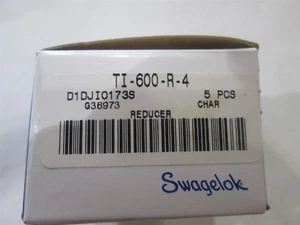 TI-600-R-4
D1DJI0173S 5 PCS
G36973 CHAR
REDUCER
Swagelok